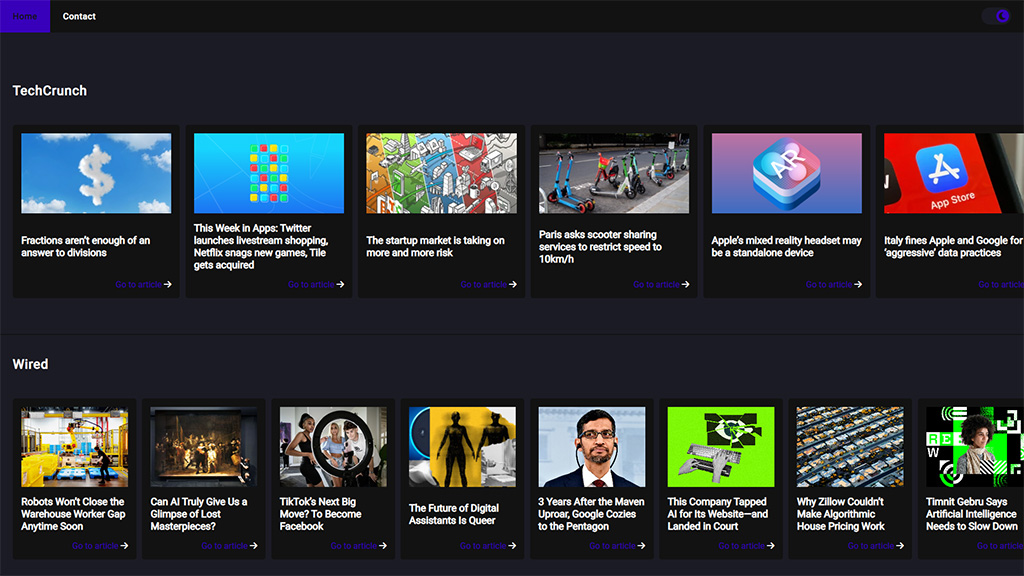 Home
Contact
TechCrunch
AR
App Store
Fractions aren't enough of an
answer to divisions
This Week in Apps: Twitter
launches livestream shopping,
Netflix snags new games, Tile
gets acquired
The startup market is taking on
more and more risk
Paris asks scooter sharing
services to restrict speed to
10km/h
Apple's mixed reality headset may
be a standalone device
Italy fines Apple and Google for
'aggressive' data practices
Go to article
Go to article
Go to article
Go to article
Go to article
Go to article
Wired
RE
W
Robots Won't Close the
Warehouse Worker Gap
Anytime Soon
Can AI Truly Give Us a
Glimpse of Lost
Masterpieces?
TikTok's Next Big
Move? To Become
Facebook
The Future of Digital
Assistants Is Queer
3 Years After the Maven
Uproar, Google Cozies
to the Pentagon
This Company Tapped
AI for Its Website—and
Landed in Court
Why Zillow Couldn't
Make Algorithmic
House Pricing Work
Timnit Gebru Says
Artificial Intelligence
Needs to Slow Down
Go to article
Go to article
Go to article
Go to article
Go to article
Go to article
Go to article
Go to article